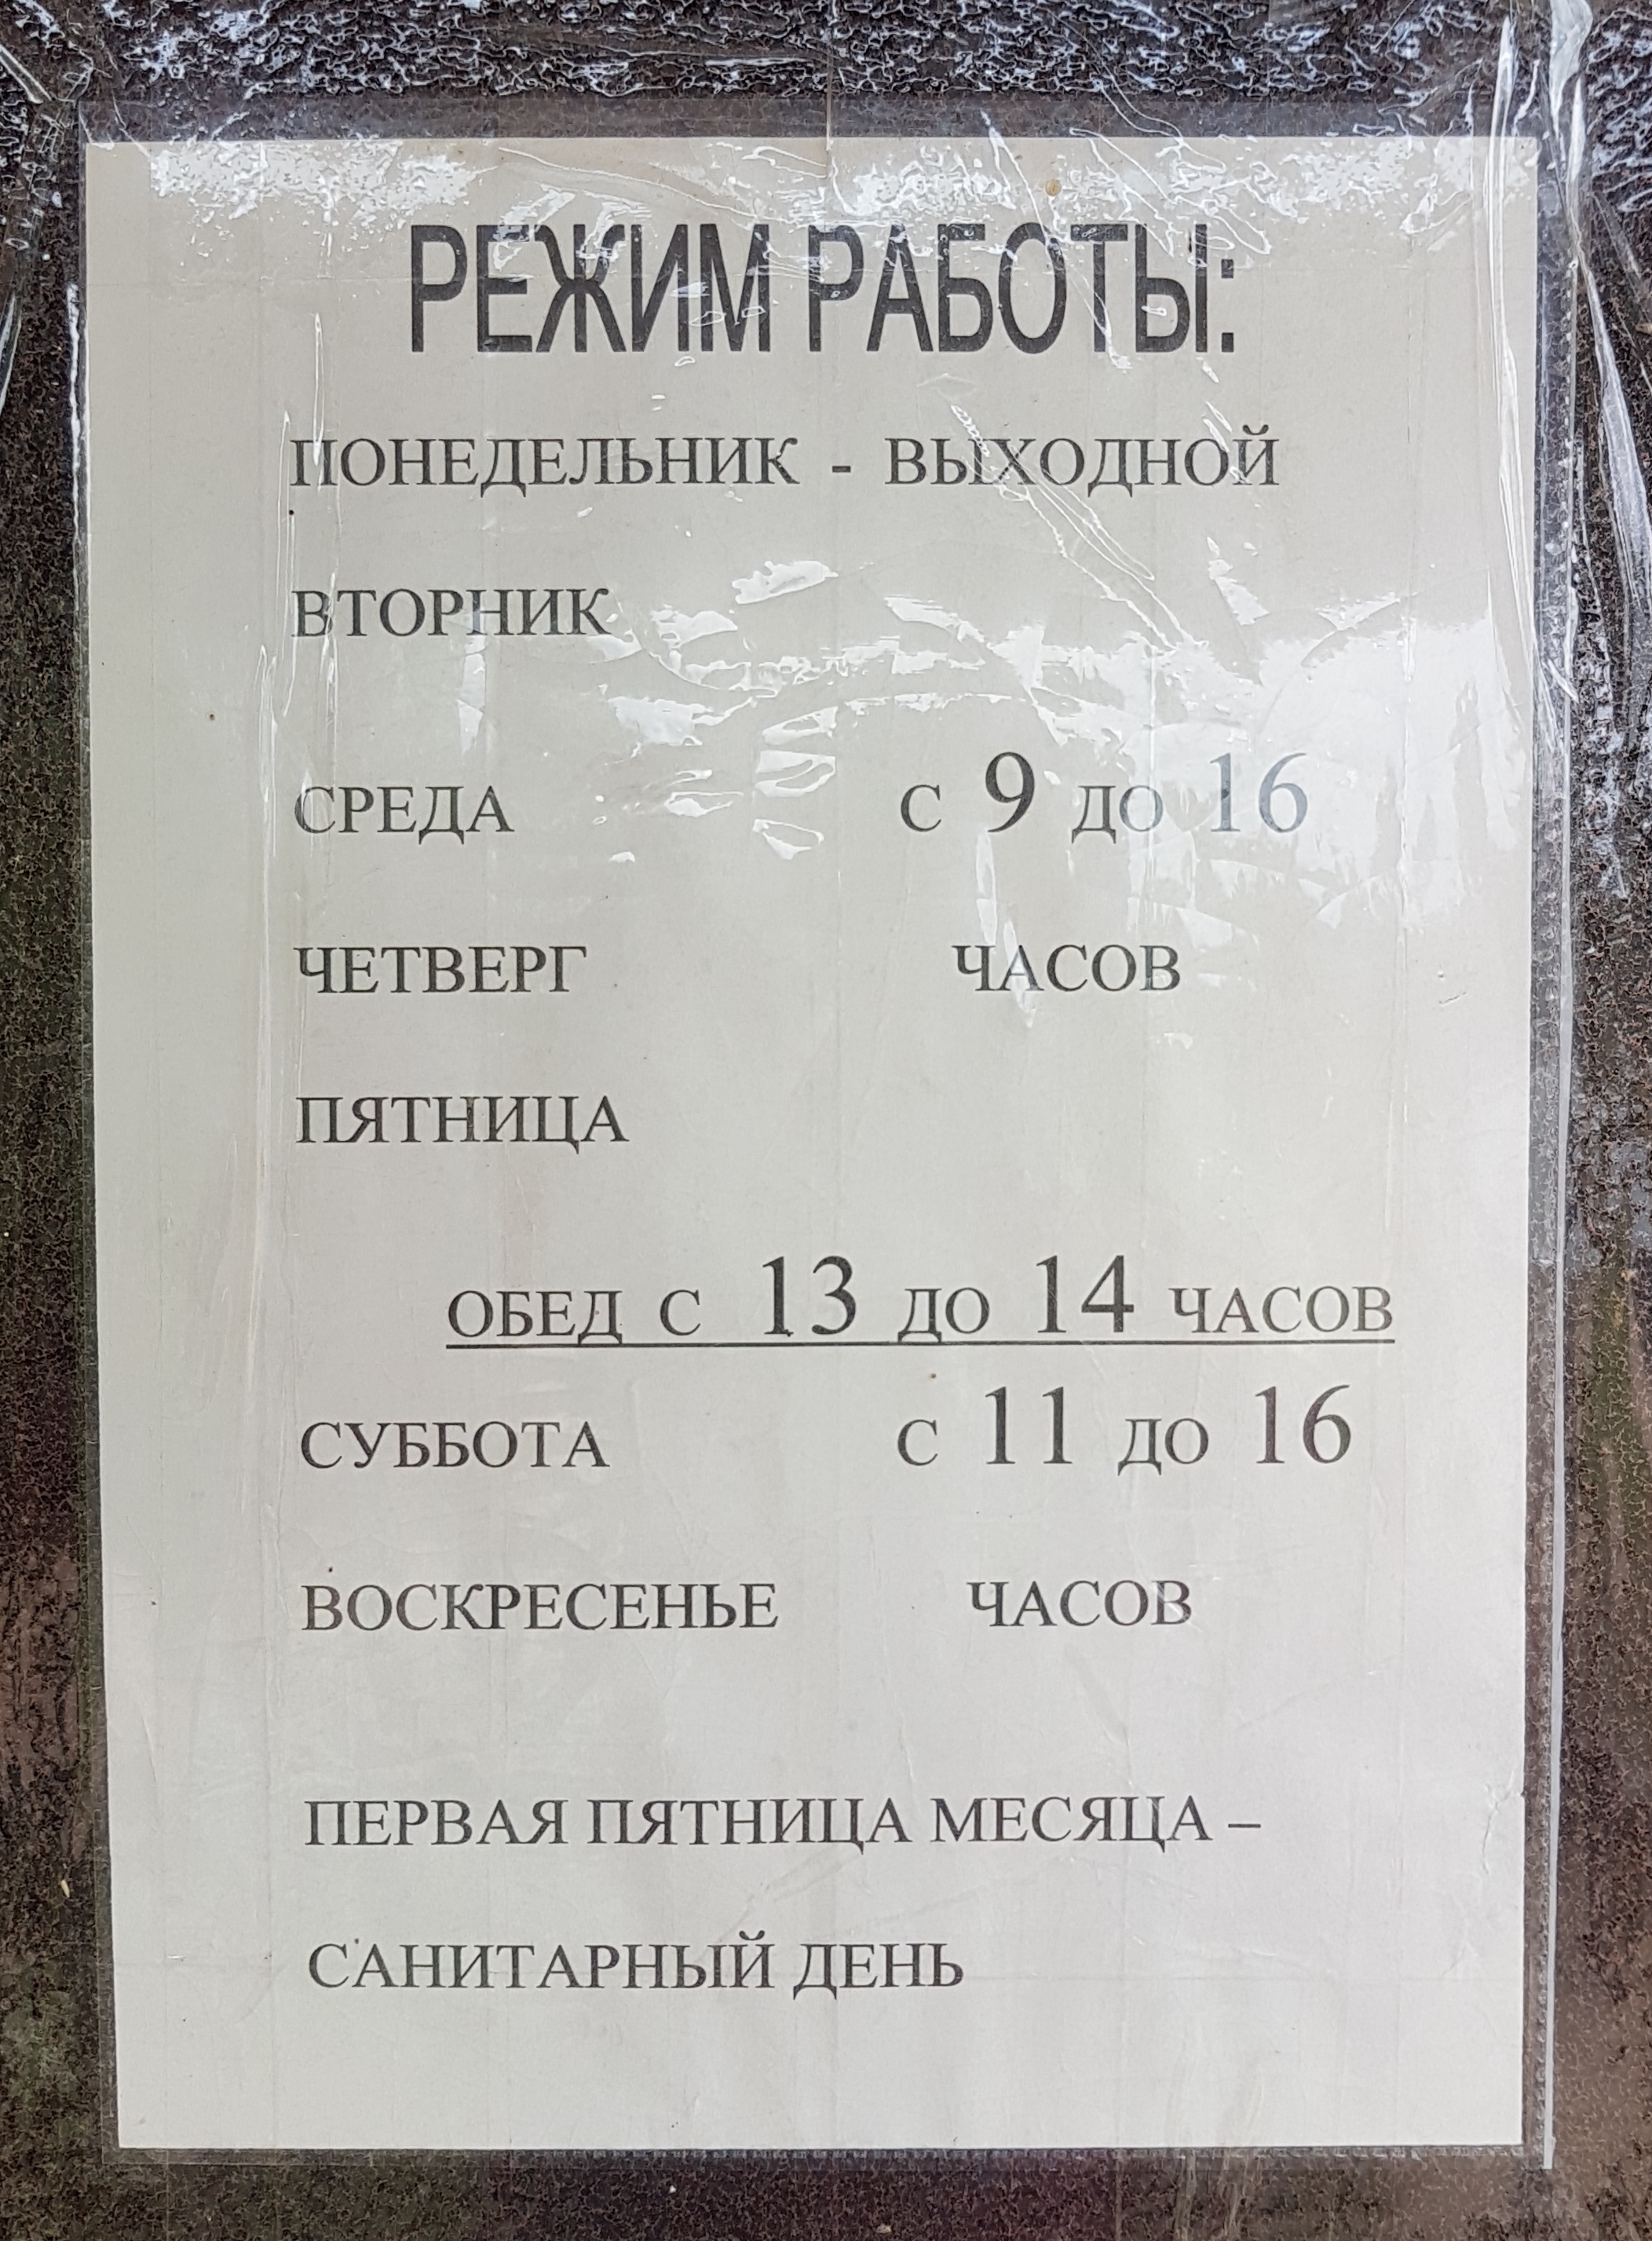 РЕЖИМ РАБОТЫ:
ПОНЕДЕЛЬНИК - ВЫХОДНОЙ
ВТОРНИК
СРЕДА С 9 ДО 16
ЧЕТВЕРГ ЧАСОВ
ПЯТНИЦА
ОБЕД С 13 ДО 14 ЧАСОВ
СУББОТА С 11 ДО 16
ВОСКРЕСЕНЬЕ ЧАСОВ
ПЕРВАЯ ПЯТНИЦА МЕСЯЦА –
САНИТАРНЫЙ ДЕНЬ